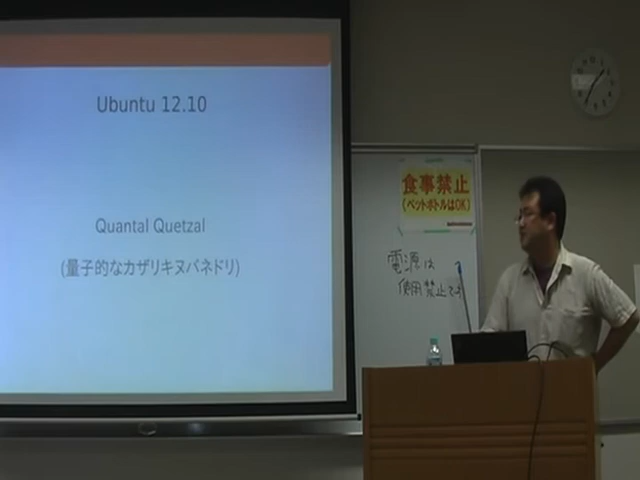 Ubuntu 12.10
Quantal Quetzal
(量子的なカザリキヌバネドリ)
食事禁止
(ペットボトルはOK)
電源は
使用禁止です